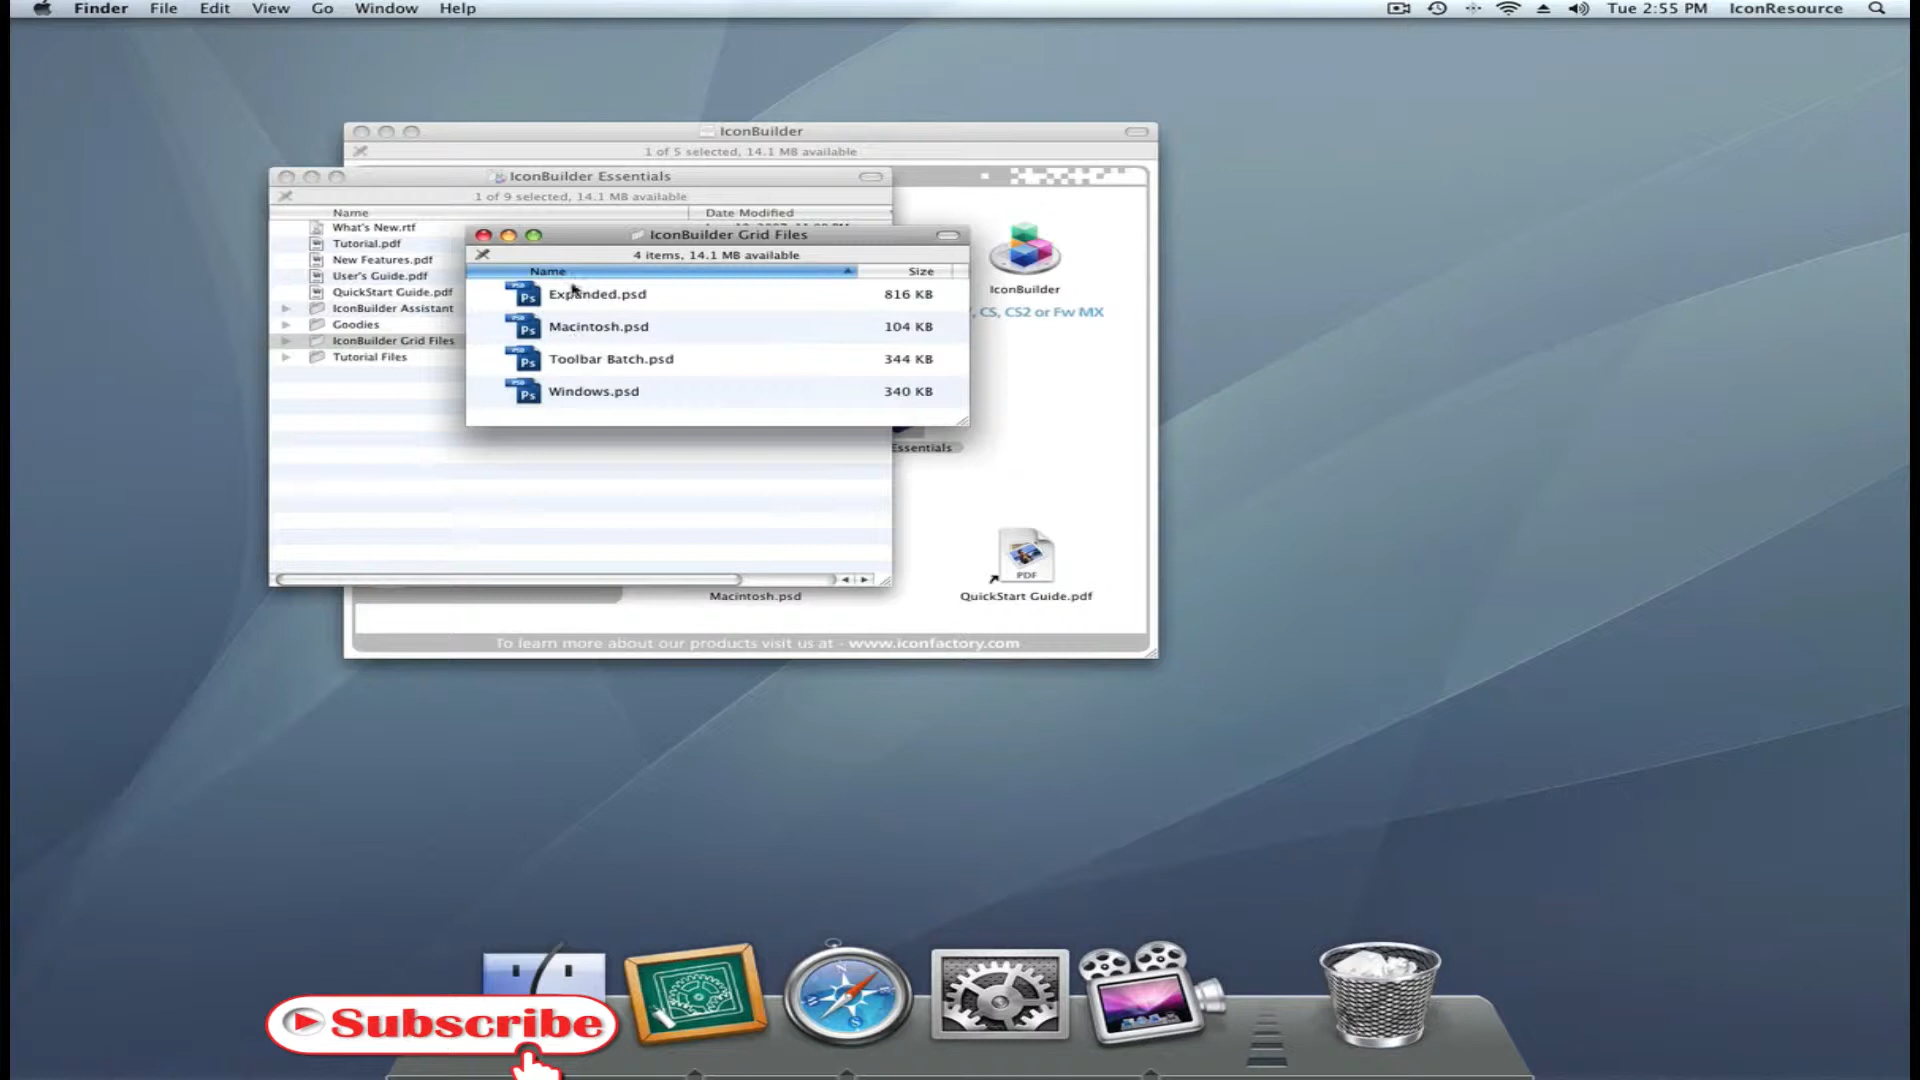 Finder File Edit View Go Window Help
Tue 2:55 PM IconResource
IconBuilder
1 of 5 selected, 14.1 MB available
IconBuilder Essentials
1 of 9 selected, 14.1 MB available
Name Date Modified
What's New.rtf
Tutorial.pdf
New Features.pdf
User's Guide.pdf
QuickStart Guide.pdf
IconBuilder Assistant
Goodies
IconBuilder Grid Files
Tutorial Files
IconBuilder Grid Files
4 items, 14.1 MB available
Name Size
Expanded.psd 816 KB
Macintosh.psd 104 KB
Toolbar Batch.psd 344 KB
Windows.psd 340 KB
IconBuilder
, CS, CS2 or Fw MX
Essentials
PDF
Macintosh.psd
QuickStart Guide.pdf
To learn more about our products visit us at - www.iconfactory.com
Subscribe